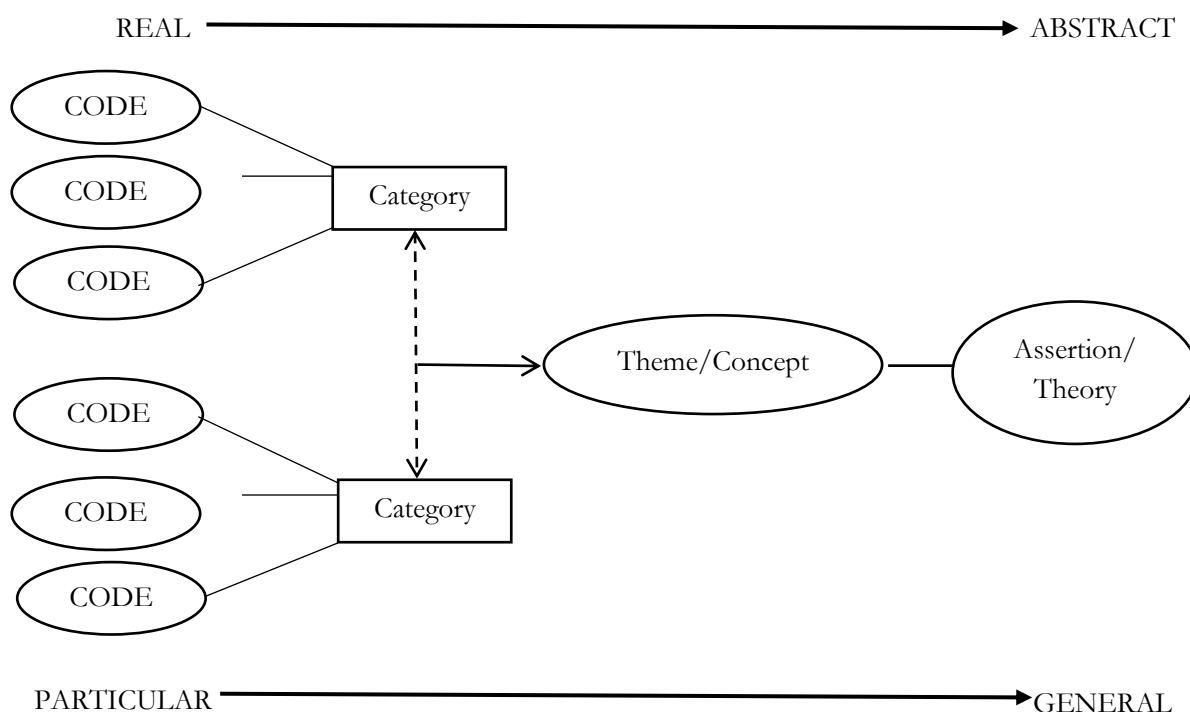 REAL
ABSTRACT
CODE
CODE
Category
CODE
Theme/Concept
Assertion/
Theory
CODE
CODE
Category
CODE
PARTICULAR
GENERAL